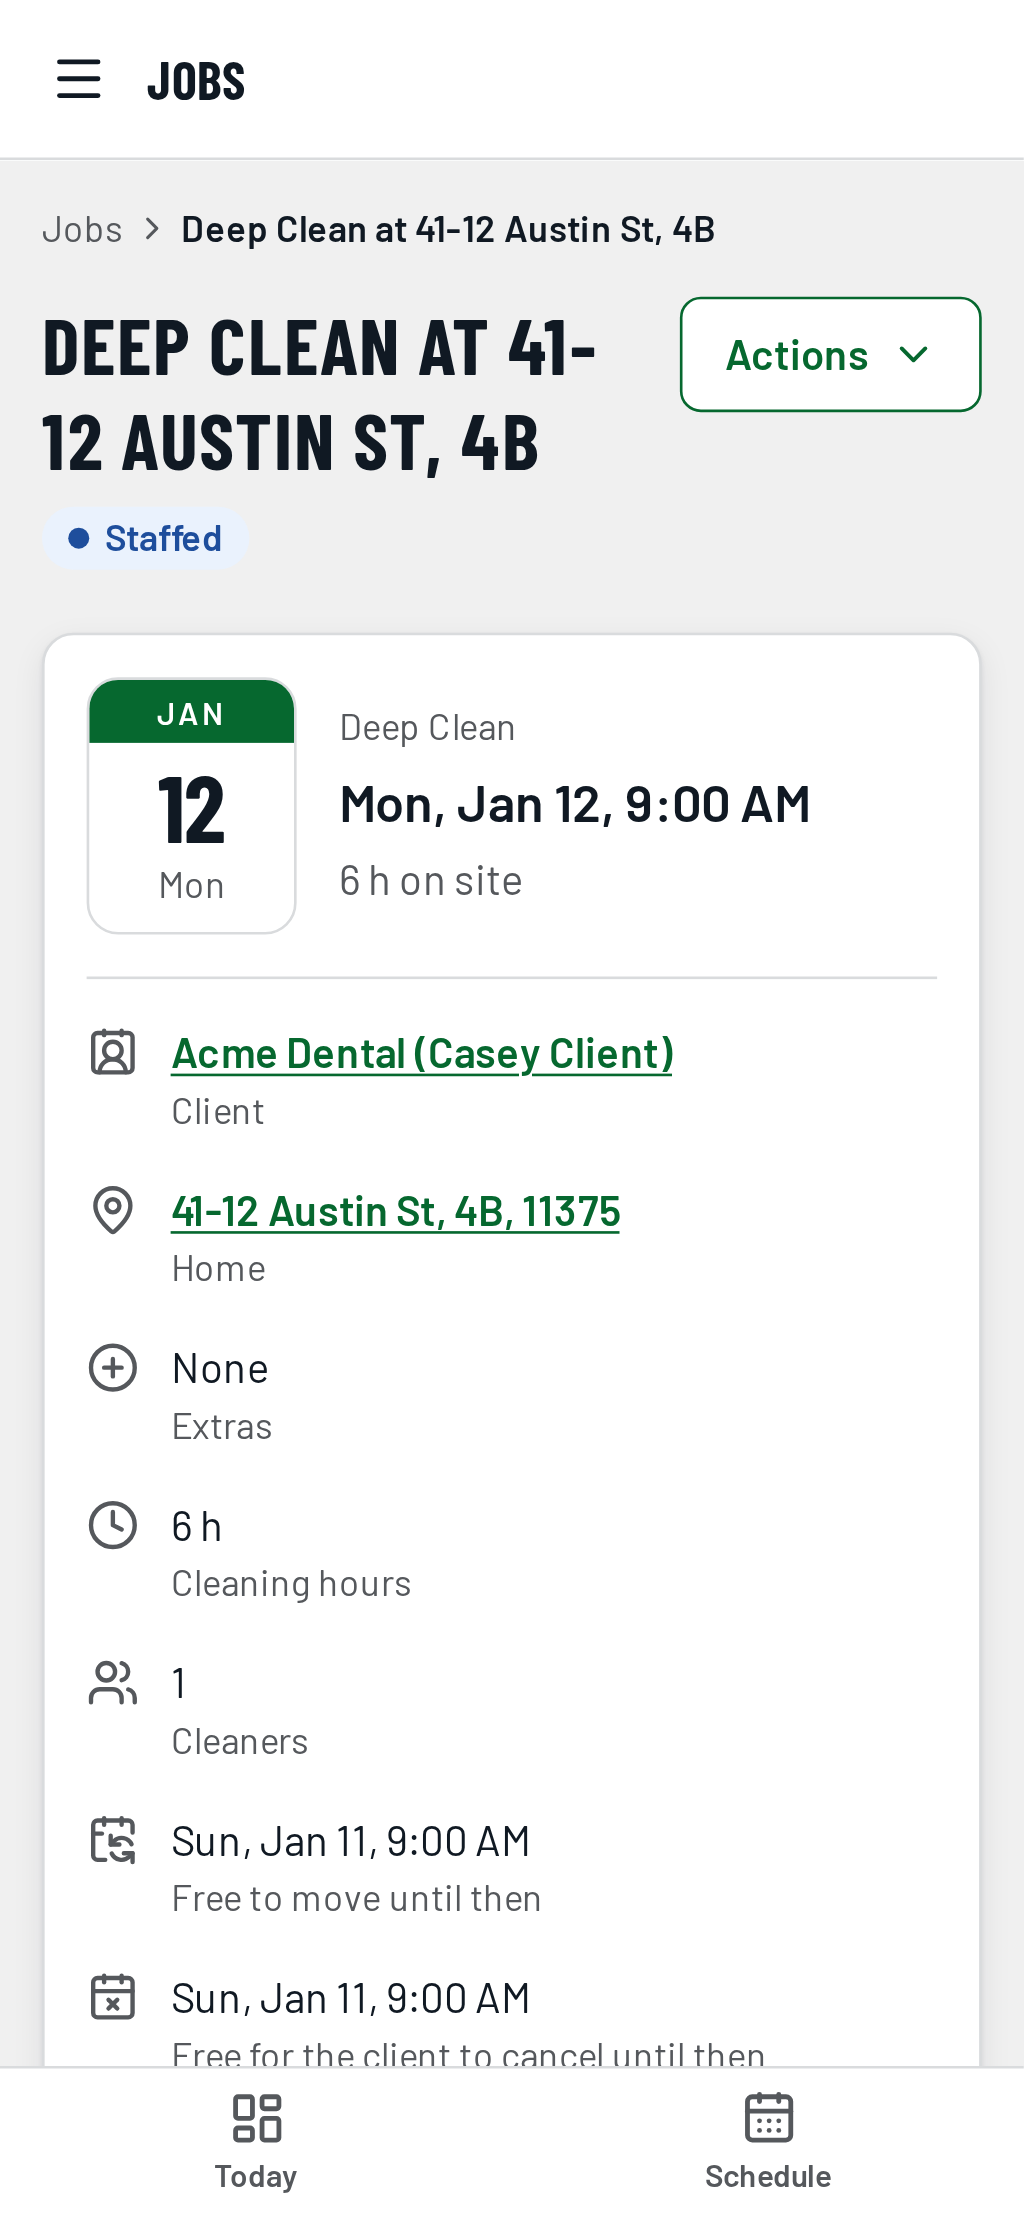 JOBS
Jobs > Deep Clean at 41-12 Austin St, 4B
DEEP CLEAN AT 41-
12 AUSTIN ST, 4B
Actions
Staffed
JAN
12
Mon
Deep Clean
Mon, Jan 12, 9:00 AM
6 h on site
Acme Dental (Casey Client)
Client
41-12 Austin St, 4B, 11375
Home
None
Extras
6 h
Cleaning hours
1
Cleaners
Sun, Jan 11, 9:00 AM
Free to move until then
Sun, Jan 11, 9:00 AM
Free for the client to cancel until then
Today
Schedule